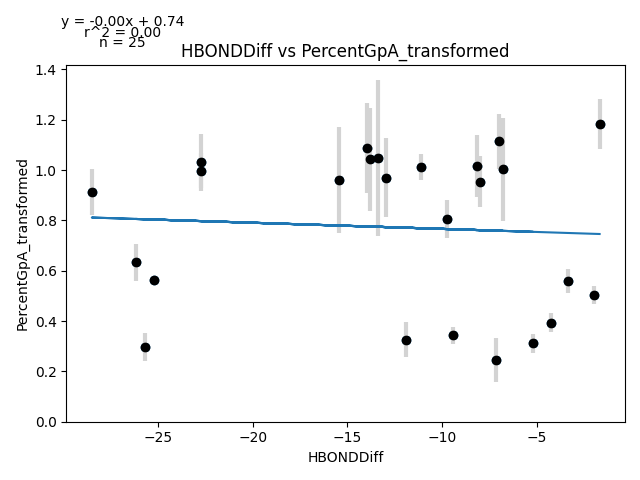 y = -0.00x + 0.74
r^2 = 0.00
n = 25
HBONDDiff vs PercentGpA_transformed
PercentGpA_transformed
1.4
1.2
1.0
0.8
0.6
0.4
0.2
0.0
−25
−20
−15
−10
−5
HBONDDiff